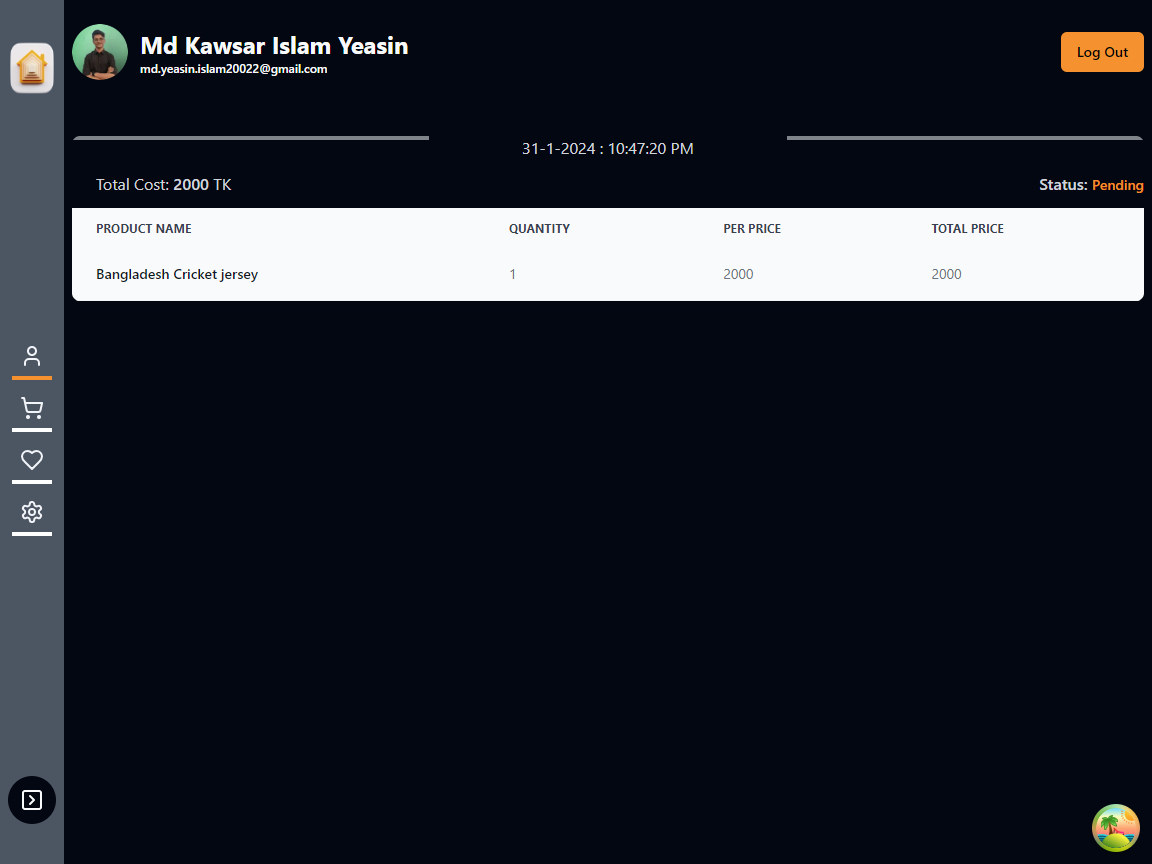 Md Kawsar Islam Yeasin
md.yeasin.islam20022@gmail.com
Log Out
31-1-2024 : 10:47:20 PM
Total Cost: 2000 TK
Status: Pending
PRODUCT NAME QUANTITY PER PRICE TOTAL PRICE
Bangladesh Cricket jersey 1 2000 2000